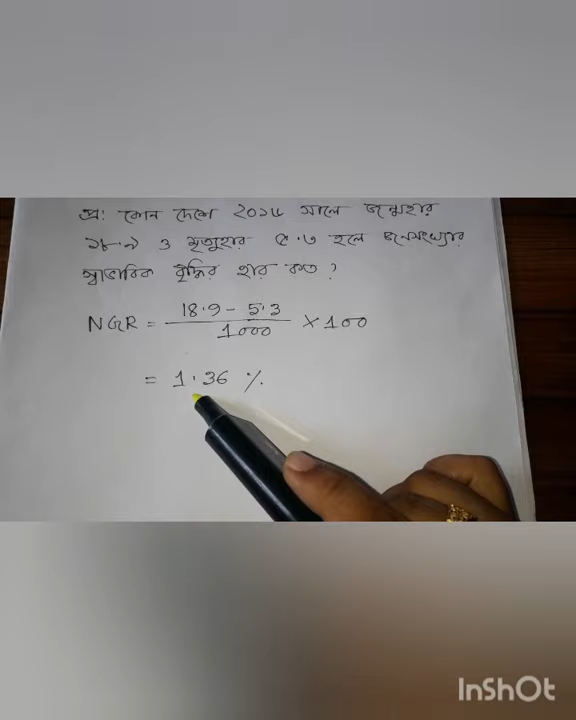 প্র: কোন দেশে ২০১৫ সালে জন্মহার
১৮.৯ ও মৃত্যুহার ৫.৩ হলে জনসংখ্যার
স্বাভাবিক বৃদ্ধির হার কত ?
NGR = 18.9 - 5.3 / 1000 × 100
= 1.36 %
InShOt